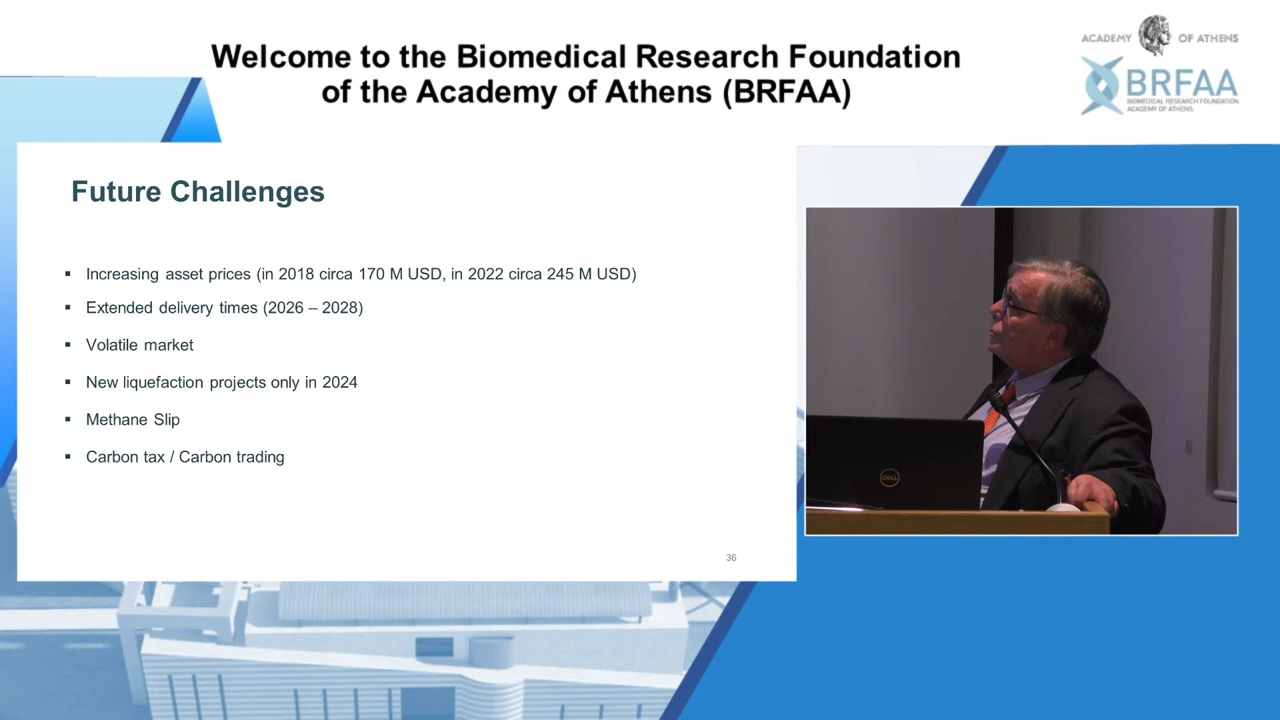 Welcome to the Biomedical Research Foundation
of the Academy of Athens (BRFAA)
ACADEMY OF ATHENS
BRFAA
BIOMEDICAL RESEARCH FOUNDATION
ACADEMY OF ATHENS
Future Challenges
▪ Increasing asset prices (in 2018 circa 170 M USD, in 2022 circa 245 M USD)
▪ Extended delivery times (2026 – 2028)
▪ Volatile market
▪ New liquefaction projects only in 2024
▪ Methane Slip
▪ Carbon tax / Carbon trading
36
DELL